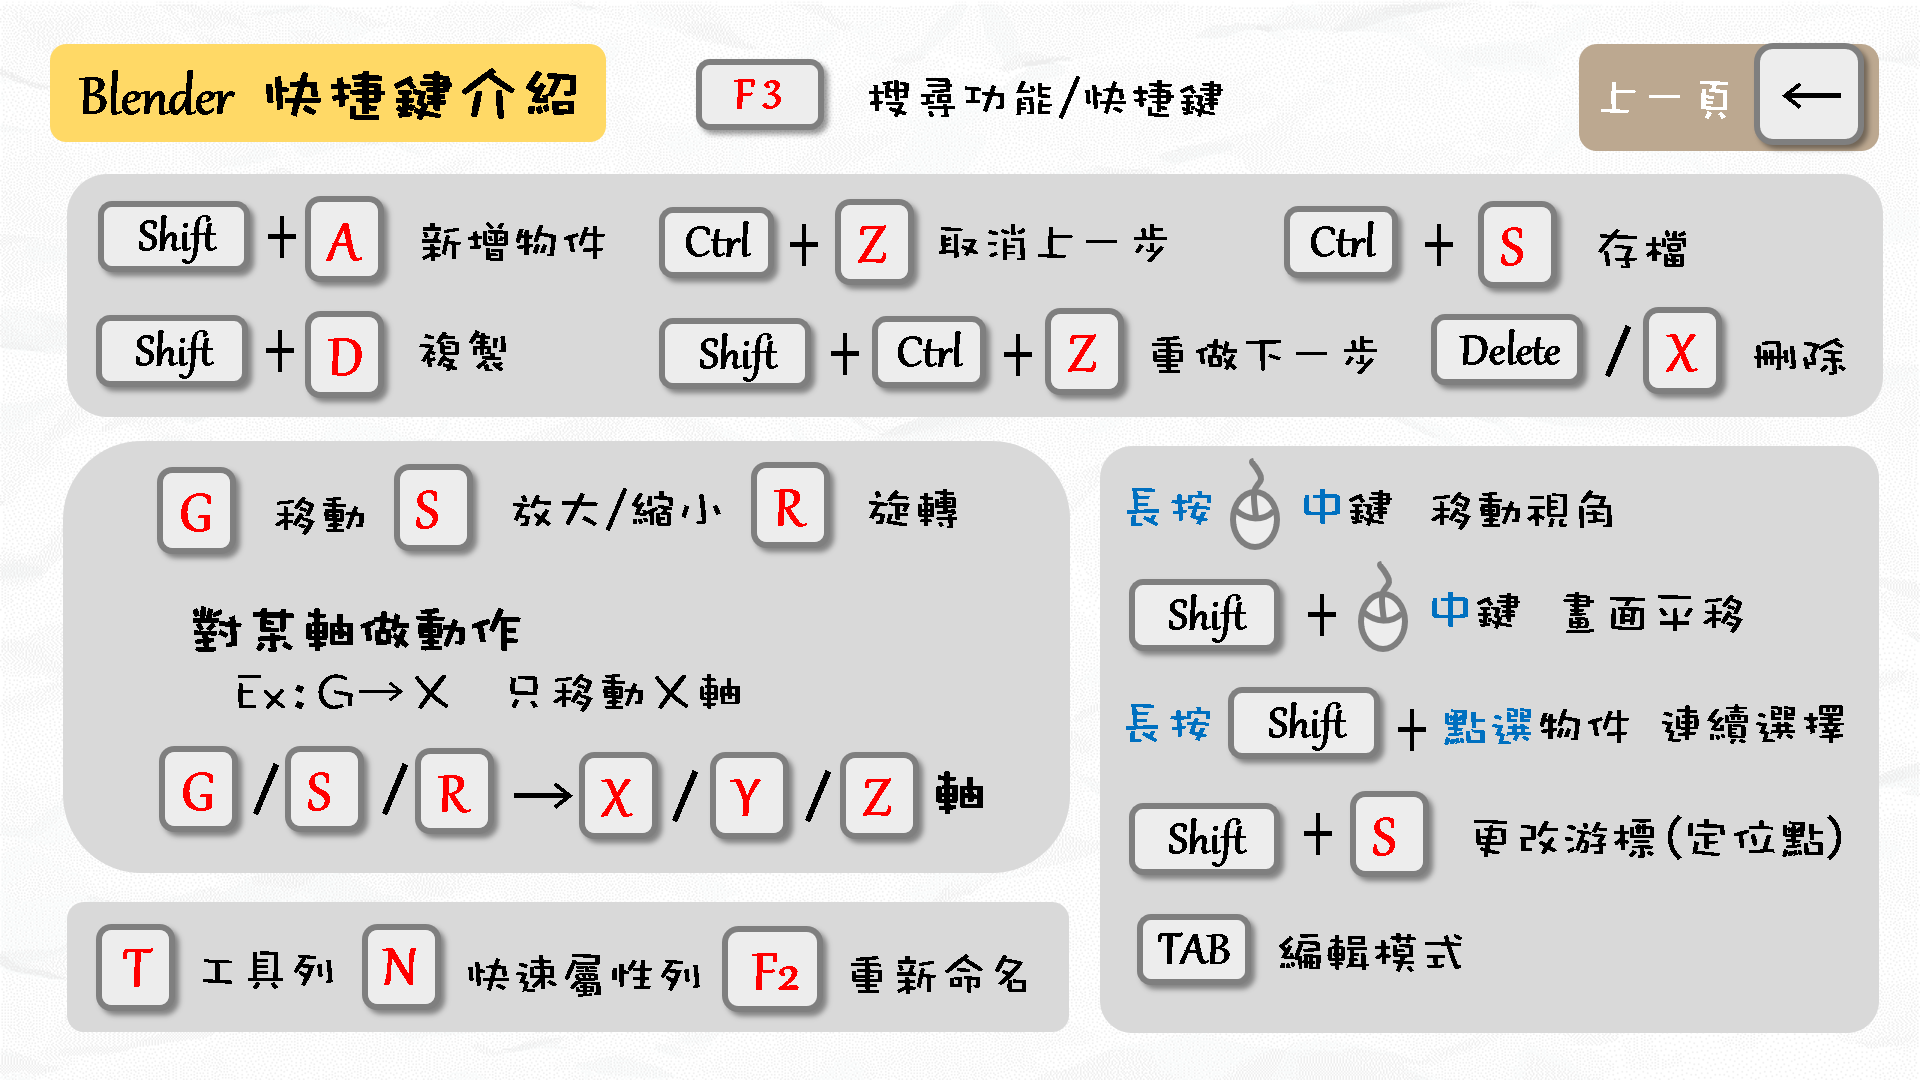 Blender 快捷鍵介紹
F3 搜尋功能/快捷鍵
上一頁 ←
Shift + A 新增物件 Ctrl + Z 取消上一步 Ctrl + S 存檔
Shift + D 複製 Shift + Ctrl + Z 重做下一步 Delete / X 刪除
G 移動 S 放大/縮小 R 旋轉
對某軸做動作
Ex:G→X 只移動X軸
G / S / R → X / Y / Z 軸
長按 中鍵 移動視角
Shift + 中鍵 畫面平移
長按 Shift + 點選物件 連續選擇
Shift + S 更改游標(定位點)
TAB 編輯模式
T 工具列 N 快速屬性列 F2 重新命名